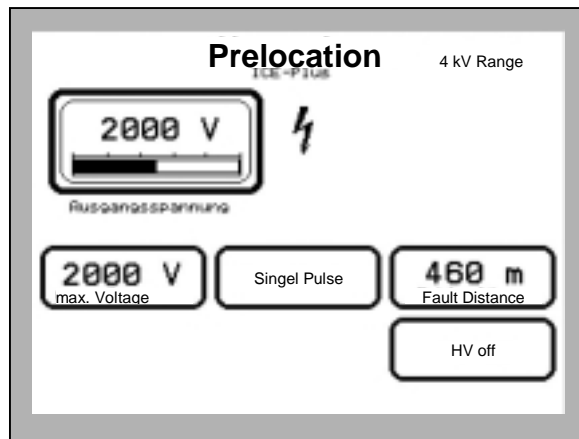 Prelocation
4 kV Range
ICE-Plus
2000 V
Ausgangsspannung
2000 V
max. Voltage
Singel Pulse
460 m
Fault Distance
HV off